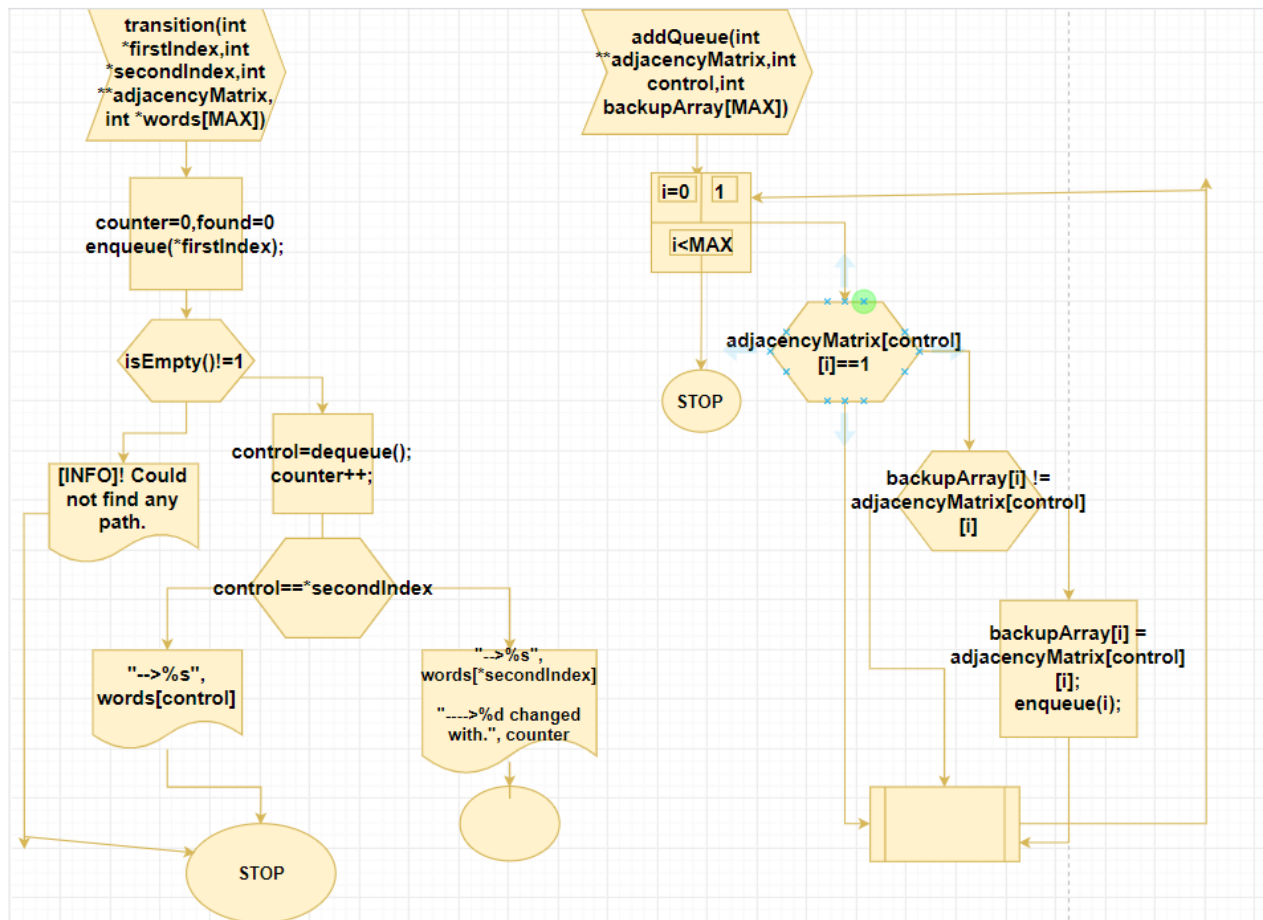 transition(int
*firstIndex,int
*secondIndex,int
**adjacencyMatrix,
int *words[MAX])
counter=0,found=0
enqueue(*firstIndex);
isEmpty()!=1
[INFO]! Could
not find any
path.
control=dequeue();
counter++;
control==*secondIndex
"-->%s",
words[control]
"-->%s",
words[*secondIndex]
"---->%d changed
with.", counter
STOP
addQueue(int
**adjacencyMatrix,int
control,int
backupArray[MAX])
i=0
1
i<MAX
STOP
adjacencyMatrix[control]
[i]==1
backupArray[i] !=
adjacencyMatrix[control]
[i]
backupArray[i] =
adjacencyMatrix[control]
[i];
enqueue(i);